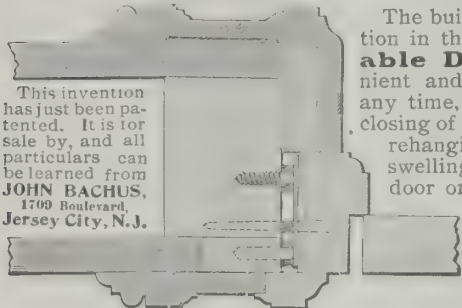 This invention
has just been pa-
tented. It is for
sale by, and all
particulars can
be learned from
JOHN BACHUS,
1709 Boulevard,
Jersey City, N.J.
The bui
tion in th
able D
nient and
any time,
closing of
rehangi
swelling
door or